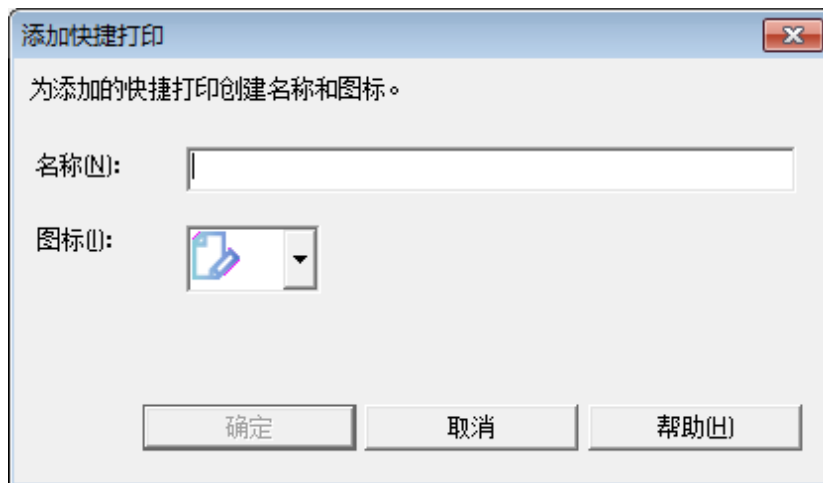 添加快捷打印
为添加的快捷打印创建名称和图标。
名称(N):
图标(I):
确定
取消
帮助(H)